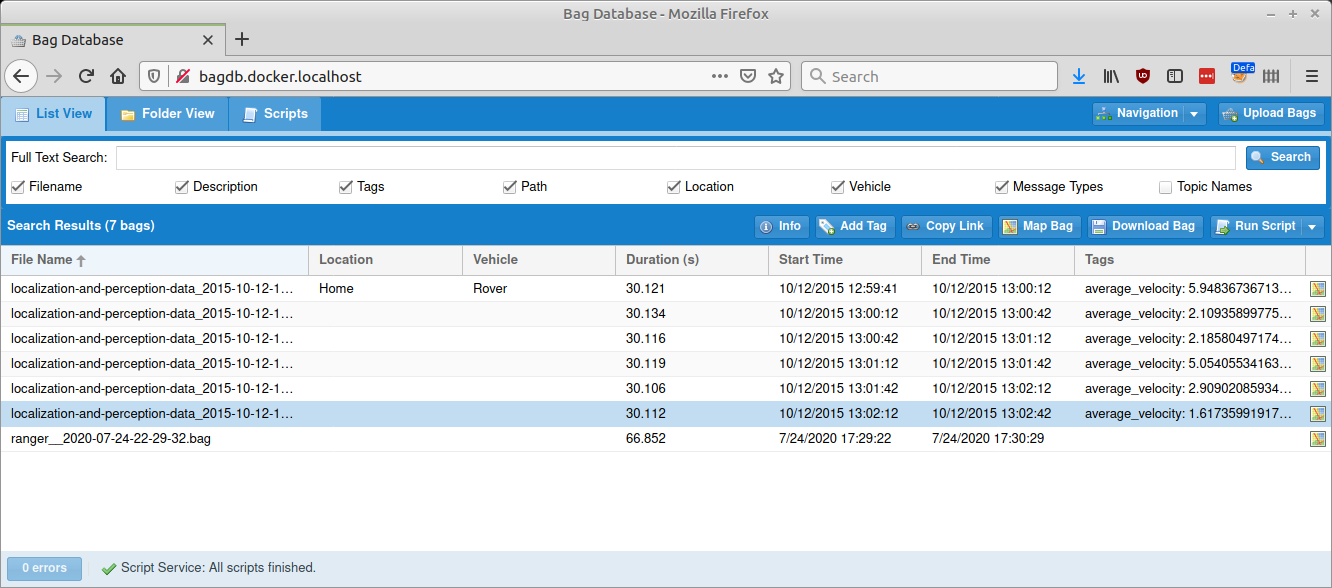 Bag Database - Mozilla Firefox
Bag Database
bagdb.docker.localhost
Search
Defa
List View
Folder View
Scripts
Navigation
Upload Bags
Full Text Search:
Search
Filename Description Tags Path Location Vehicle Message Types Topic Names
Search Results (7 bags)
Info
Add Tag
Copy Link
Map Bag
Download Bag
Run Script
File Name Location Vehicle Duration (s) Start Time End Time Tags
localization-and-perception-data_2015-10-12-1… Home Rover 30.121 10/12/2015 12:59:41 10/12/2015 13:00:12 average_velocity: 5.94836736713…
localization-and-perception-data_2015-10-12-1… 30.134 10/12/2015 13:00:12 10/12/2015 13:00:42 average_velocity: 2.10935899775…
localization-and-perception-data_2015-10-12-1… 30.116 10/12/2015 13:00:42 10/12/2015 13:01:12 average_velocity: 2.18580497174…
localization-and-perception-data_2015-10-12-1… 30.119 10/12/2015 13:01:12 10/12/2015 13:01:42 average_velocity: 5.05405534163…
localization-and-perception-data_2015-10-12-1… 30.106 10/12/2015 13:01:42 10/12/2015 13:02:12 average_velocity: 2.90902085934…
localization-and-perception-data_2015-10-12-1… 30.112 10/12/2015 13:02:12 10/12/2015 13:02:42 average_velocity: 1.61735991917…
ranger__2020-07-24-22-29-32.bag 66.852 7/24/2020 17:29:22 7/24/2020 17:30:29
0 errors
Script Service: All scripts finished.